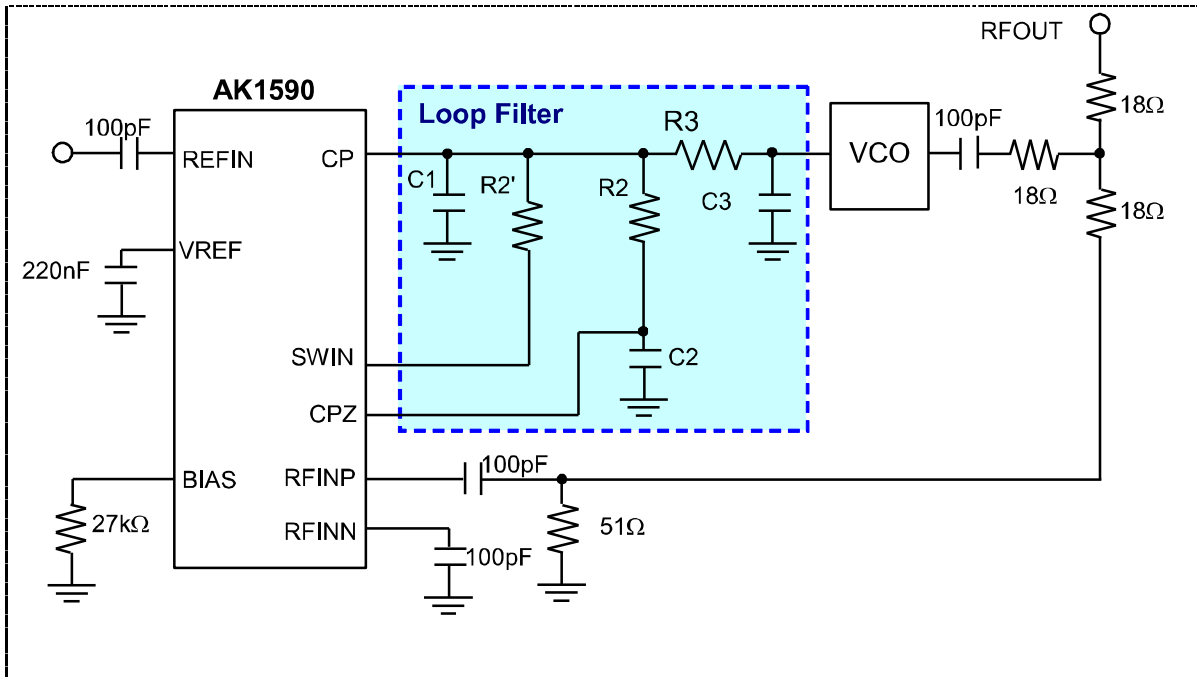 RFOUT
AK1590
Loop Filter
18Ω
100pF
100pF
R3
REFIN
CP
VCO
C1
R2'
R2
C3
18Ω
18Ω
VREF
220nF
SWIN
C2
CPZ
100pF
BIAS
RFINP
27kΩ
51Ω
RFINN
100pF